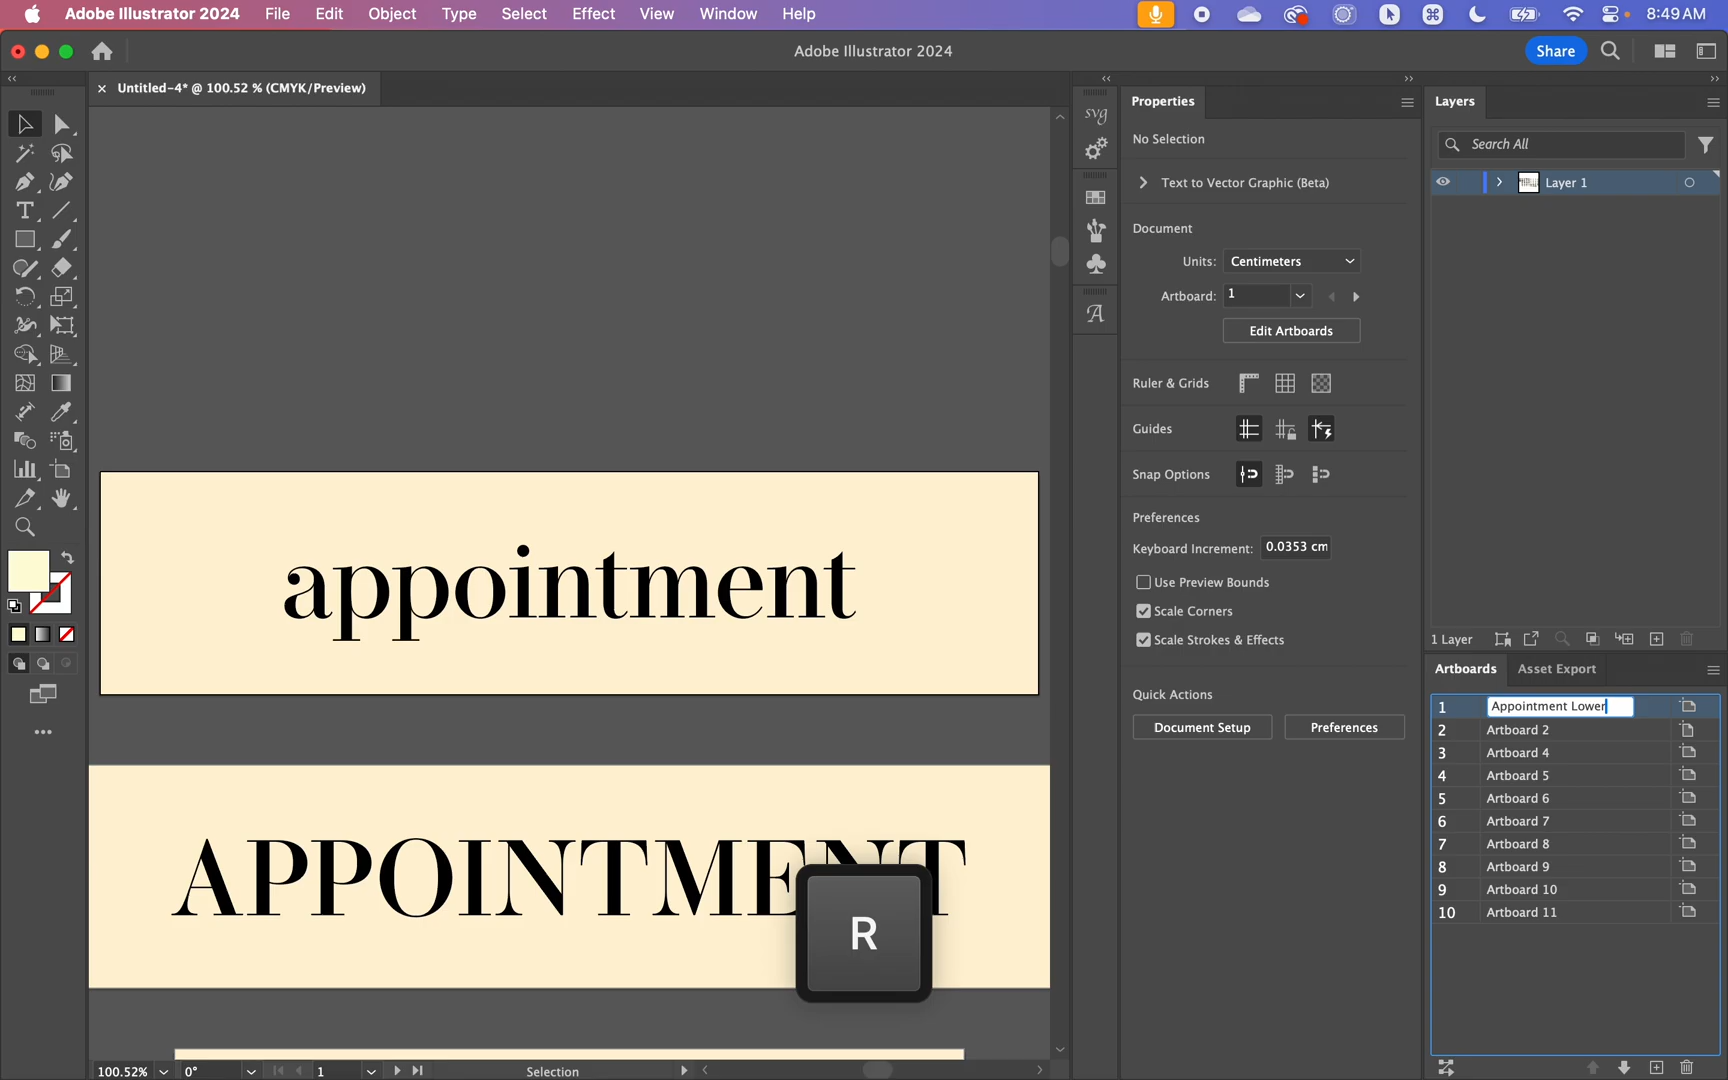 Adobe Illustrator 2024 File Edit Object Type Select Effect View Window Help 8:49 AM
Adobe Illustrator 2024 Share
Untitled-4* @ 100.52 % (CMYK/Preview)
Properties
No Selection
Text to Vector Graphic (Beta)
Document
Units: Centimeters
Artboard: 1
Edit Artboards
Ruler & Grids
Guides
Snap Options
Preferences
Keyboard Increment: 0.0353 cm
Use Preview Bounds
Scale Corners
Scale Strokes & Effects
Quick Actions
Document Setup Preferences
Layers
Search All
Layer 1
1 Layer
Artboards Asset Export
1 Appointment Lower
2 Artboard 2
3 Artboard 4
4 Artboard 5
5 Artboard 6
6 Artboard 7
7 Artboard 8
8 Artboard 9
9 Artboard 10
10 Artboard 11
svg
A
T
appointment
APPOINTMENT
R
100.52% 0° 1 Selection